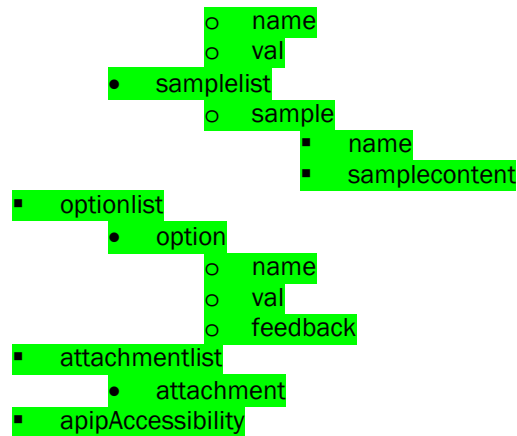 o name
o val
• samplelist
o sample
▪ name
▪ samplecontent
▪ optionlist
• option
o name
o val
o feedback
▪ attachmentlist
• attachment
▪ apipAccessibility